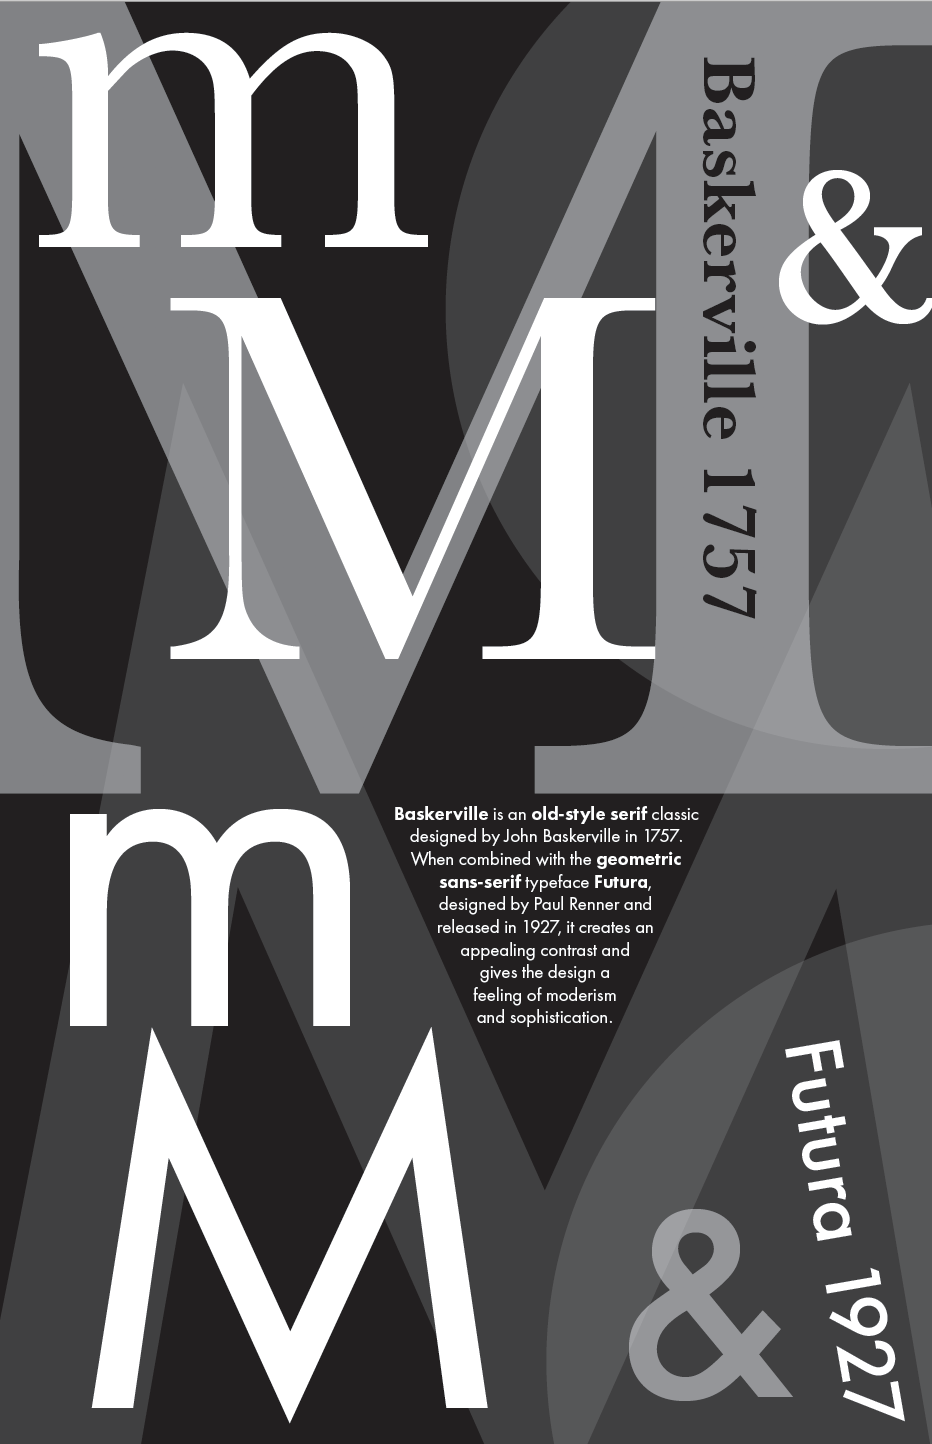 m
Baskerville 1757
&
M
m
Baskerville is an old-style serif classic
designed by John Baskerville in 1757.
When combined with the geometric
sans-serif typeface Futura,
designed by Paul Renner and
released in 1927, it creates an
appealing contrast and
gives the design a
feeling of moderism
and sophistication.
M
&
Futura 1927